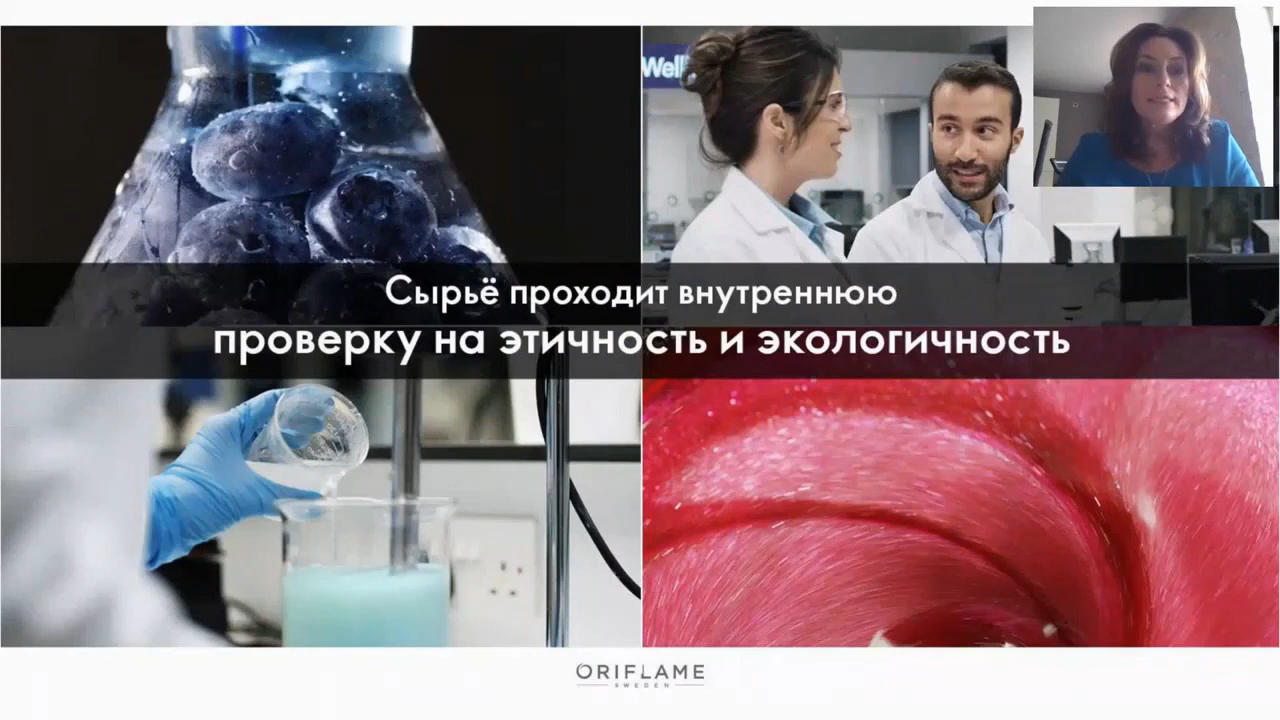 Well
Сырьё проходит внутреннюю
проверку на этичность и экологичность
ORIFLAME
SWEDEN